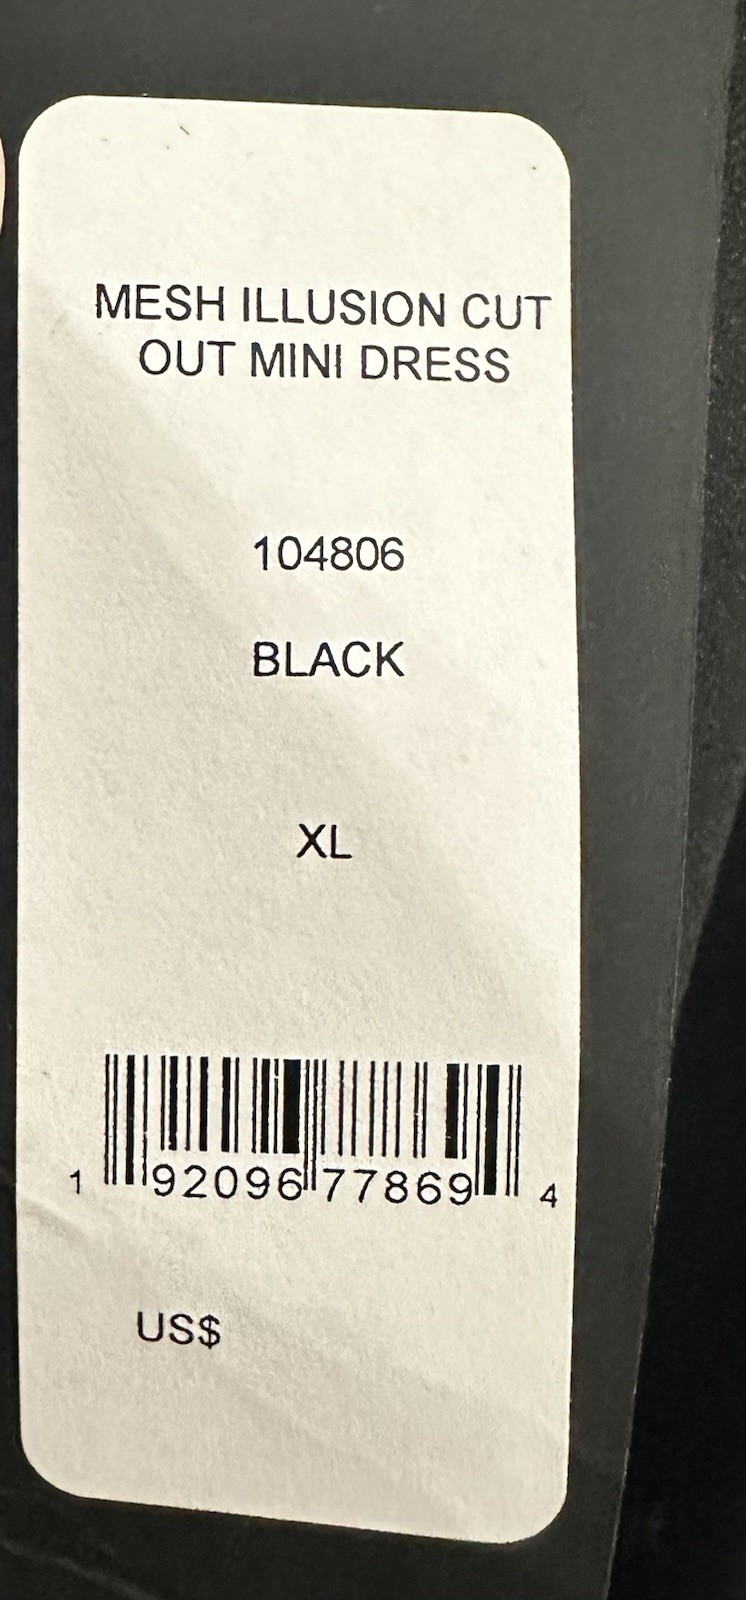 MESH ILLUSION CUT
OUT MINI DRESS
104806
BLACK
XL
1 92096 77869 4
US$